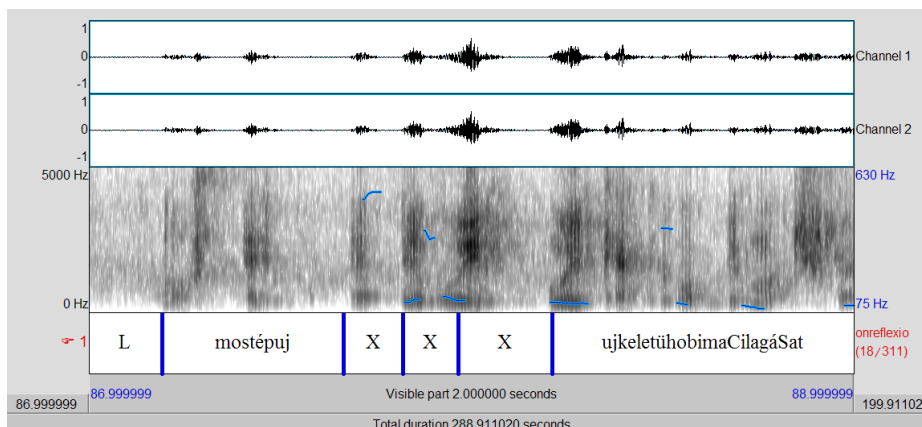 1
0
-1
Channel 1
1
0
-1
Channel 2
5000 Hz
0 Hz
630 Hz
75 Hz
☞ 1
L mostépuj X X X ujkeletühobimaCilagáSat
onreflexio
(18/311)
86.999999
86.999999 Visible part 2.000000 seconds 88.999999
199.91102
Total duration 288.911020 seconds